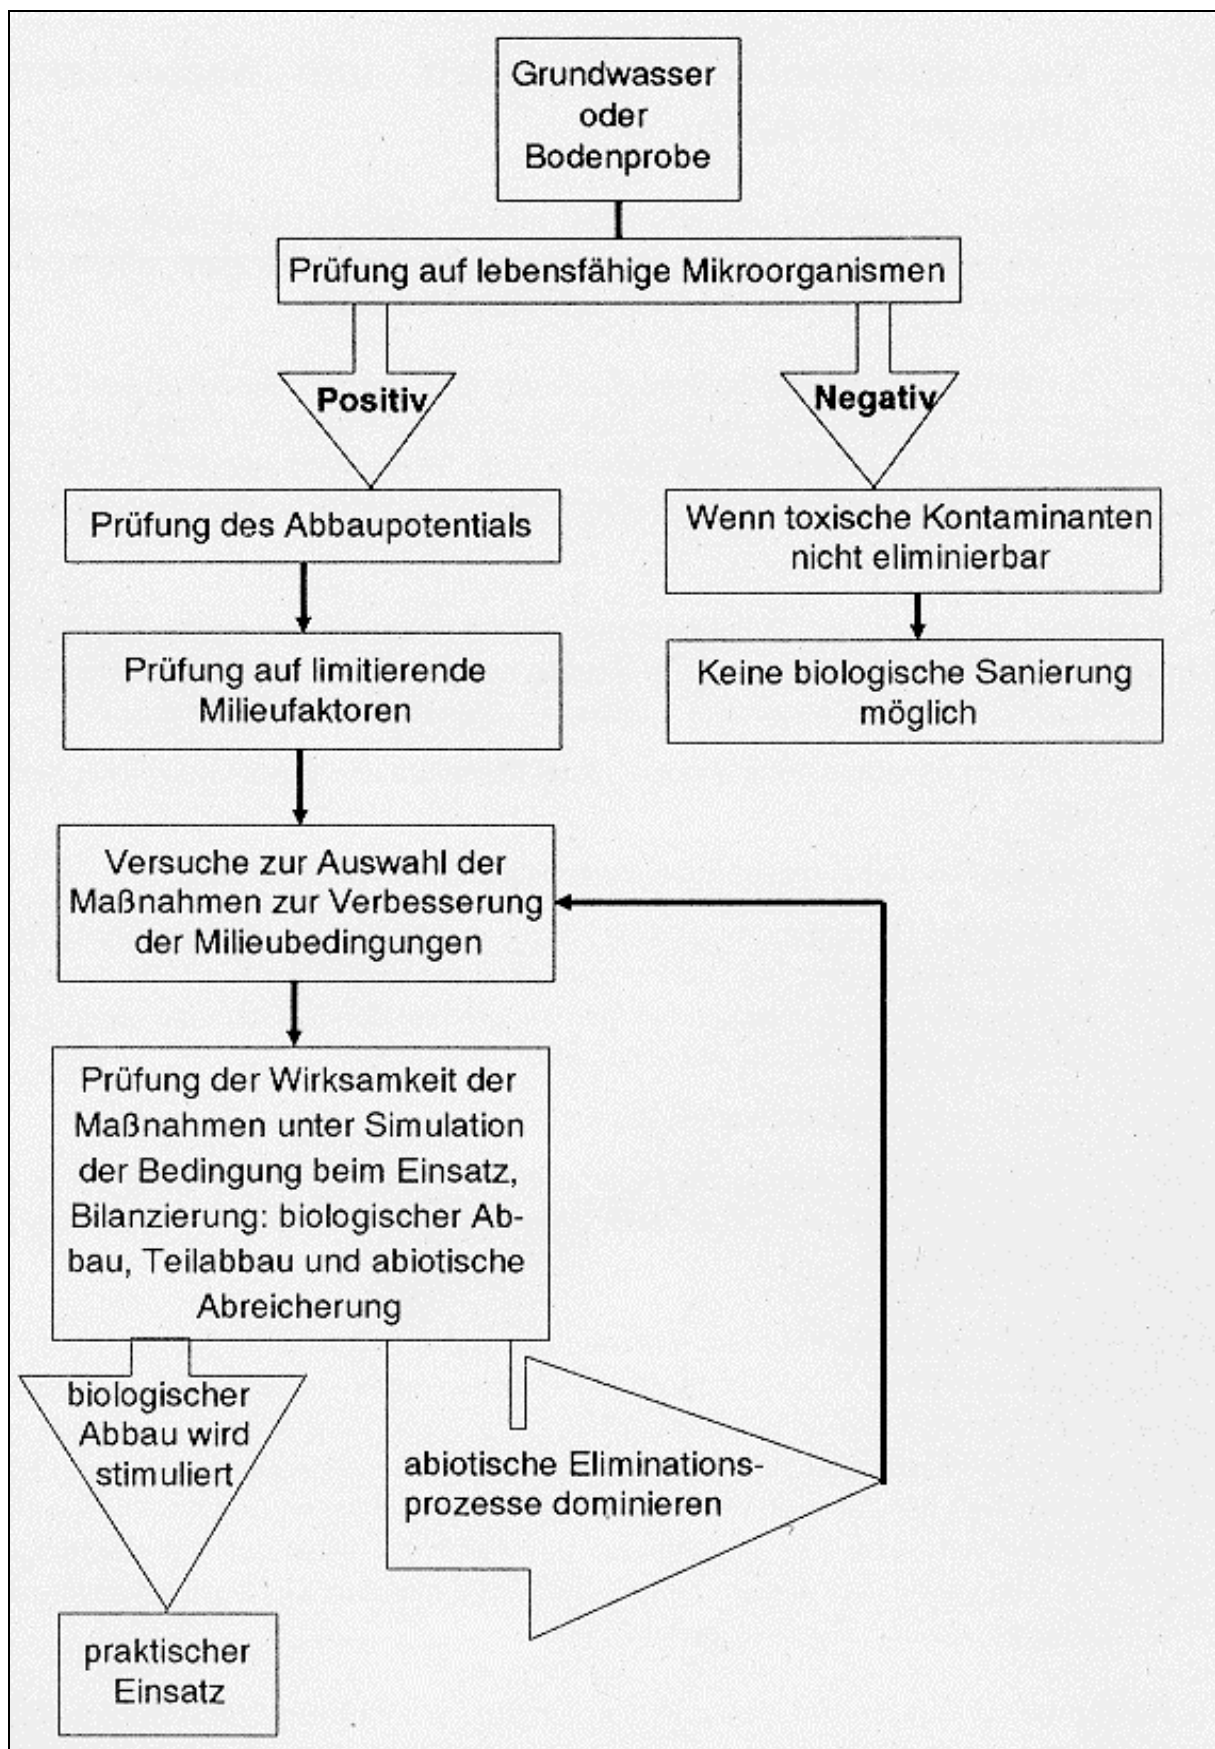 Grundwasser
oder
Bodenprobe
Prüfung auf lebensfähige Mikroorganismen
Positiv
Negativ
Prüfung des Abbaupotentials
Wenn toxische Kontaminanten
nicht eliminierbar
Prüfung auf limitierende
Milieufaktoren
Keine biologische Sanierung
möglich
Versuche zur Auswahl der
Maßnahmen zur Verbesserung
der Milieubedingungen
Prüfung der Wirksamkeit der
Maßnahmen unter Simulation
der Bedingung beim Einsatz,
Bilanzierung: biologischer Ab-
bau, Teilabbau und abiotische
Abreicherung
biologischer
Abbau wird
stimuliert
abiotische Eliminations-
prozesse dominieren
praktischer
Einsatz